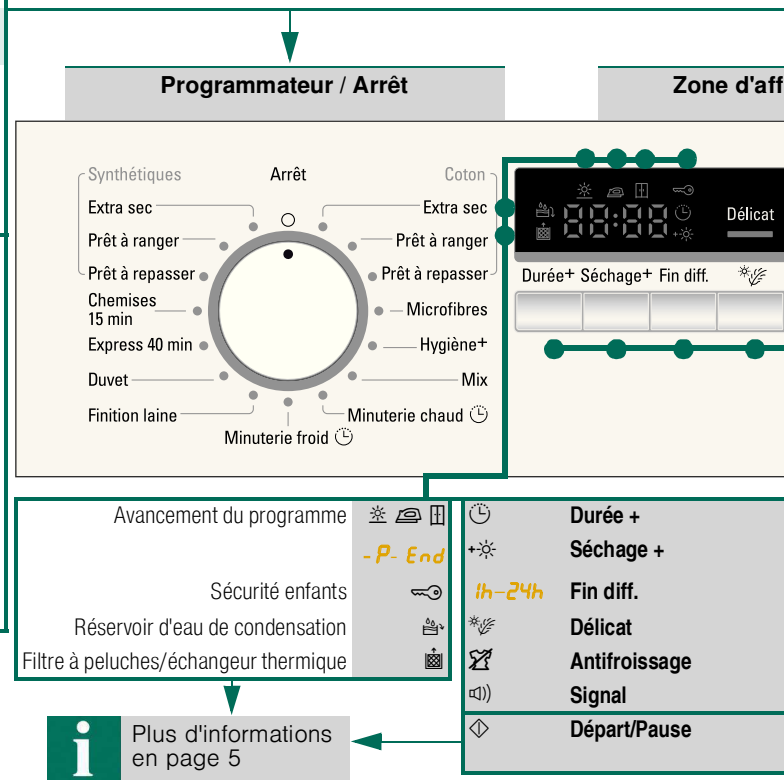 Programmateur / Arrêt
Zone d'aff
Synthétiques
Arrêt
Coton
Extra sec
Extra sec
Prêt à ranger
Prêt à ranger
Prêt à repasser
Prêt à repasser
Chemises
15 min
Microfibres
Express 40 min
Hygiène+
Duvet
Mix
Finition laine
Minuterie chaud
Minuterie froid
88:88
Délicat
Durée+ Séchage+ Fin diff.
Avancement du programme
-P- End
Sécurité enfants
Réservoir d'eau de condensation
Filtre à peluches/échangeur thermique
Durée +
Séchage +
1h-24h Fin diff.
Délicat
Antifroissage
Signal
Départ/Pause
i
Plus d'informations
en page 5